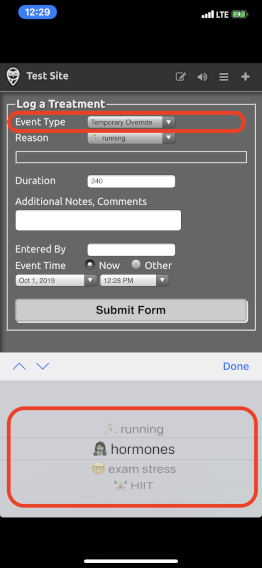 12:29
LTE
Test Site
Log a Treatment
Event Type Temporary Override
Reason 🏃 running
Duration 240
Additional Notes, Comments
Entered By
Event Time Now Other
Oct 1, 2019 12:28 PM
Submit Form
Done
🏃 running
🧟‍♀️ hormones
🤓 exam stress
HIIT